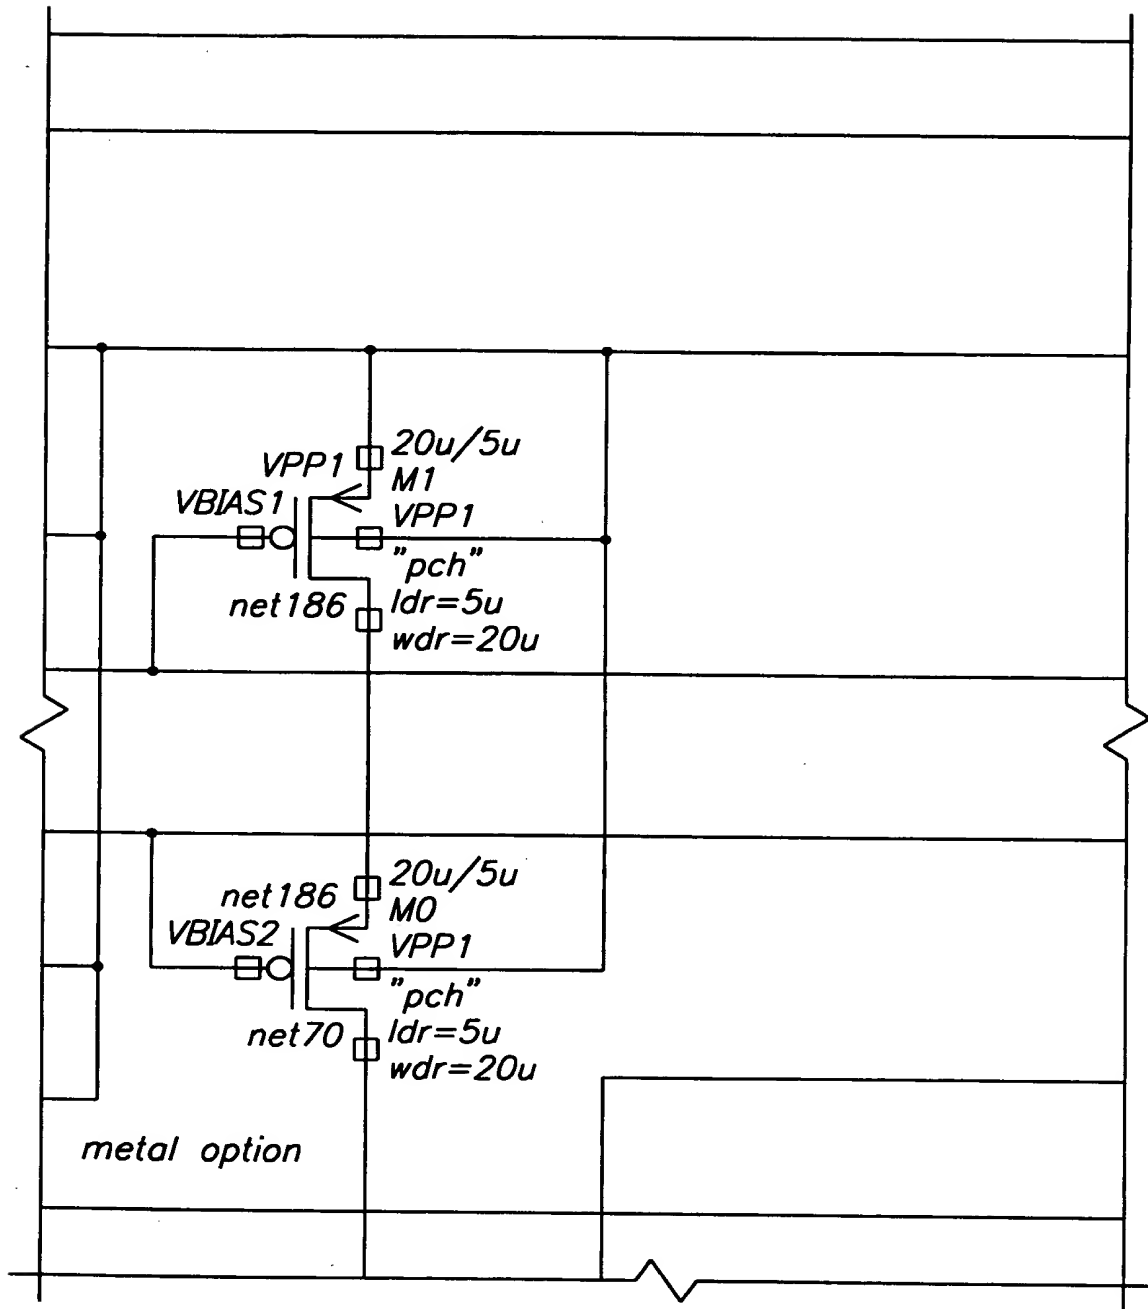 20u/5u
VPP1
M1
VBIAS1
VPP1
"pch"
net186
ldr=5u
wdr=20u
20u/5u
net186
M0
VBIAS2
VPP1
"pch"
net70
ldr=5u
wdr=20u
metal option